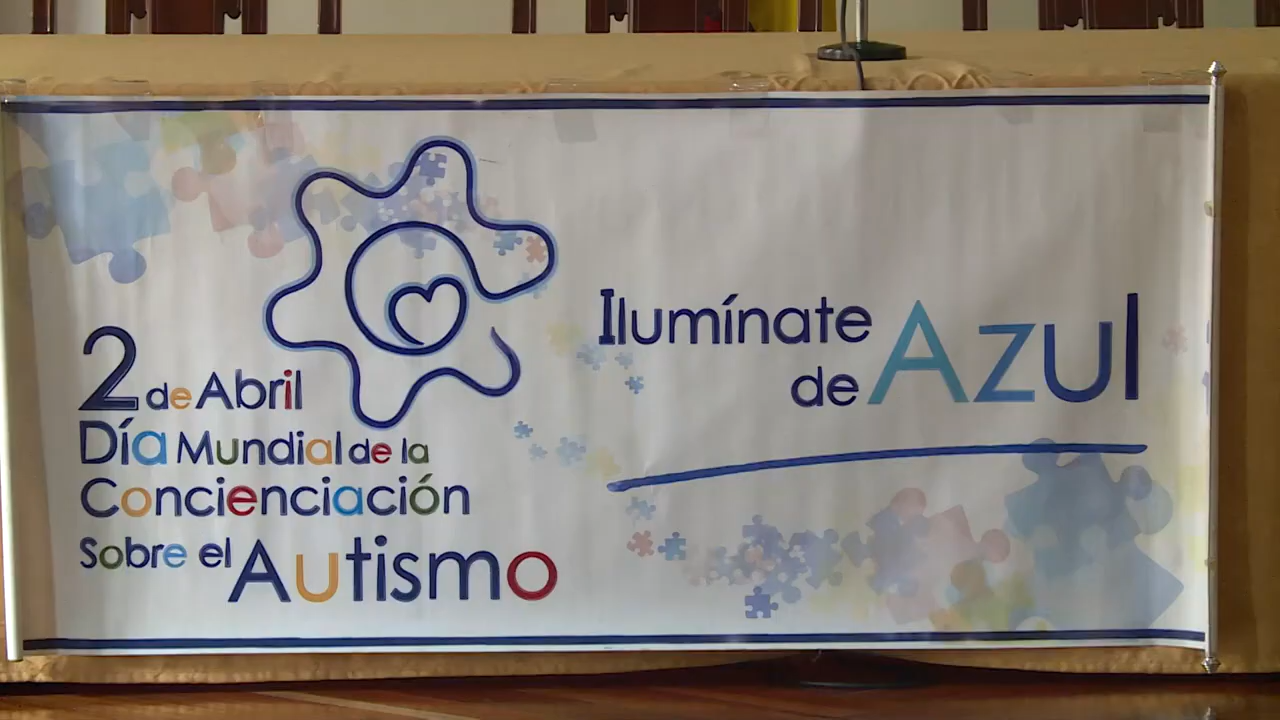 2 de Abril
Día Mundial de la
Concienciación
Sobre el Autismo
Ilumínate
de Azul